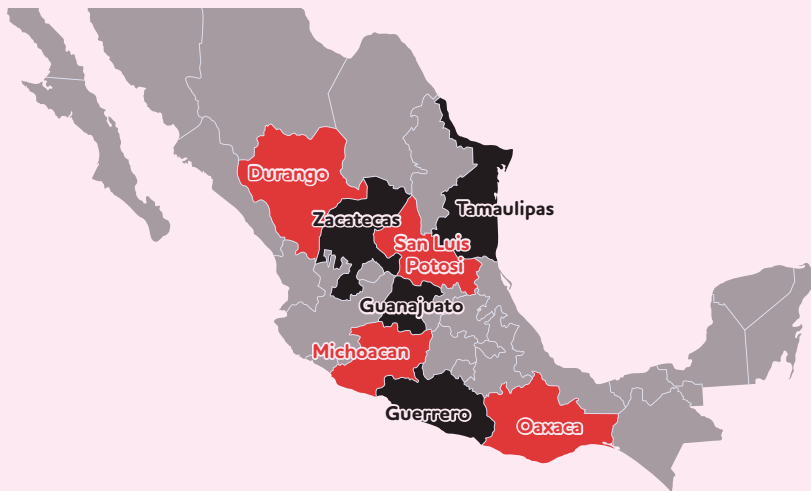 Durango
Zacatecas
Tamaulipas
San Luis
Potosi
Guanajuato
Michoacan
Guerrero
Oaxaca